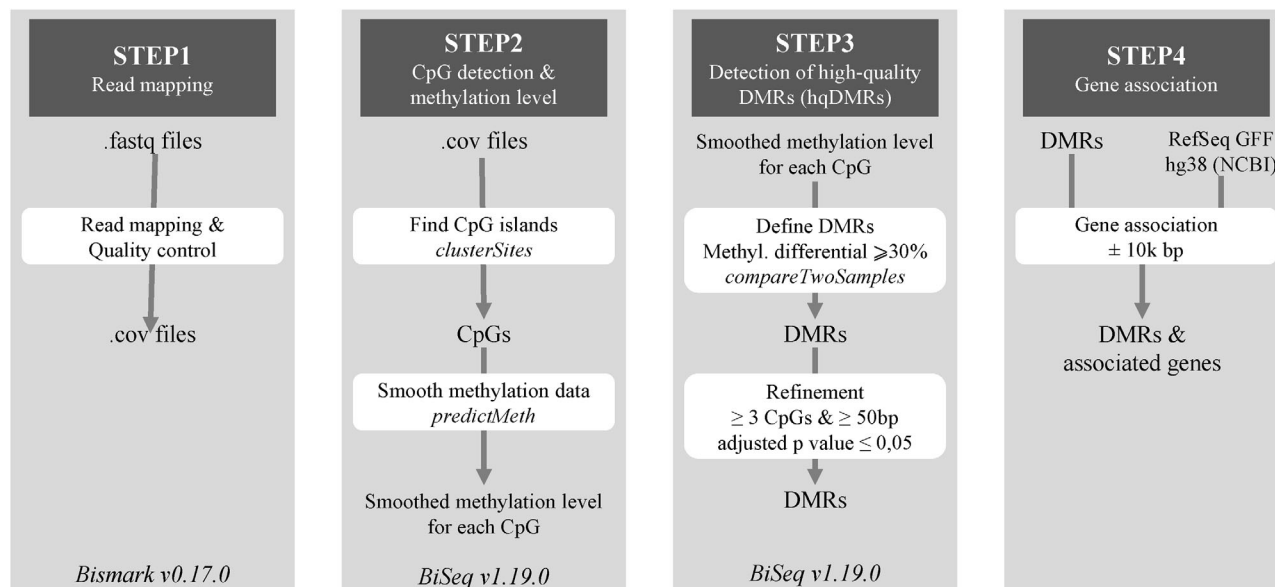 STEP1
Read mapping
.fastq files
Read mapping &
Quality control
.cov files
Bismark v0.17.0
STEP2
CpG detection &
methylation level
.cov files
Find CpG islands
clusterSites
CpGs
Smooth methylation data
predictMeth
Smoothed methylation level
for each CpG
BiSeq v1.19.0
STEP3
Detection of high-quality
DMRs (hqDMRs)
Smoothed methylation level
for each CpG
Define DMRs
Methyl. differential ⩾30%
compareTwoSamples
DMRs
Refinement
≥ 3 CpGs & ≥ 50bp
adjusted p value ≤ 0,05
DMRs
BiSeq v1.19.0
STEP4
Gene association
DMRs
RefSeq GFF
hg38 (NCBI)
Gene association
± 10k bp
DMRs &
associated genes